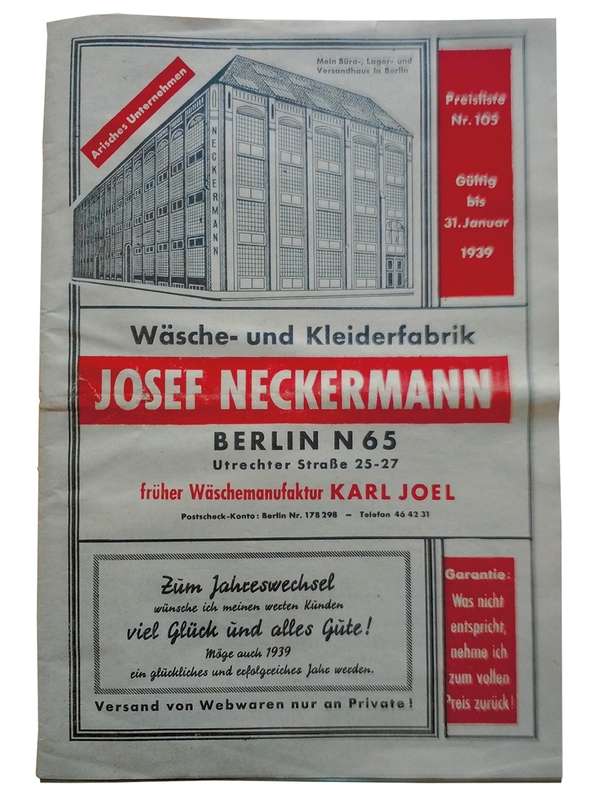 Arisches Unternehmen
Mein Büro-, Lager- und
Versandhaus in Berlin
NECKERMANN
Preisliste
Nr. 105
Gültig
bis
31. Januar
1939
Wäsche- und Kleiderfabrik
JOSEF NECKERMANN
BERLIN N 65
Utrechter Straße 25-27
früher Wäschemanufaktur KARL JOEL
Postscheck-Konto: Berlin Nr. 178 298 – Telefon 46 42 31
Zum Jahreswechsel
wünsche ich meinen werten Kunden
viel Glück und alles Gute!
Möge auch 1939
ein glückliches und erfolgreiches Jahr werden.
Versand von Webwaren nur an Private!
Garantie:
Was nicht
entspricht,
nehme ich
zum vollen
Preis zurück!